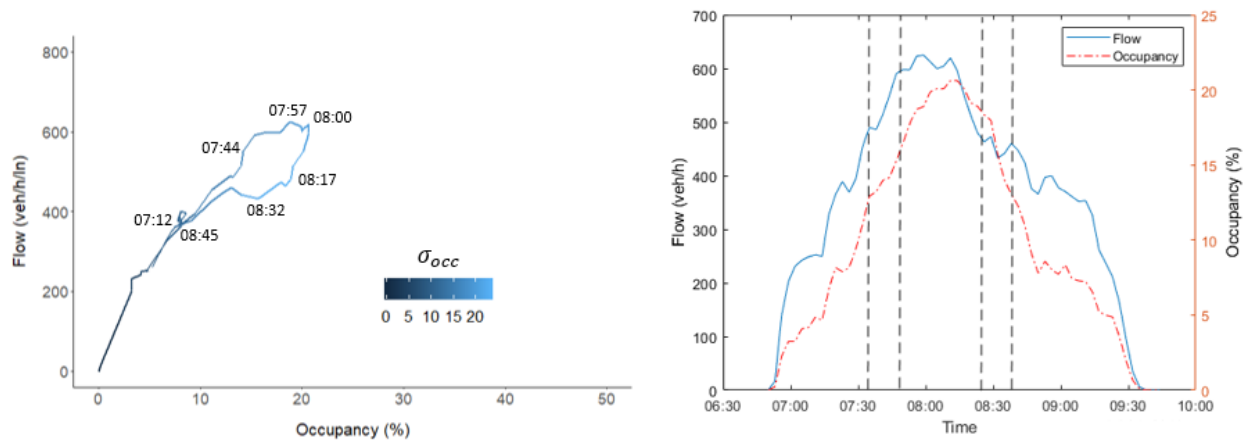 800
600
400
200
0
Flow (veh/h/ln)
07:57
08:00
07:44
08:17
08:32
07:12
08:45
σocc
0 5 10 15 20
0 10 20 30 40 50
Occupancy (%)
700
600
500
400
300
200
100
0
Flow (veh/h)
Flow
Occupancy
25
20
15
10
5
0
Occupancy (%)
06:30 07:00 07:30 08:00 08:30 09:00 09:30 10:00
Time